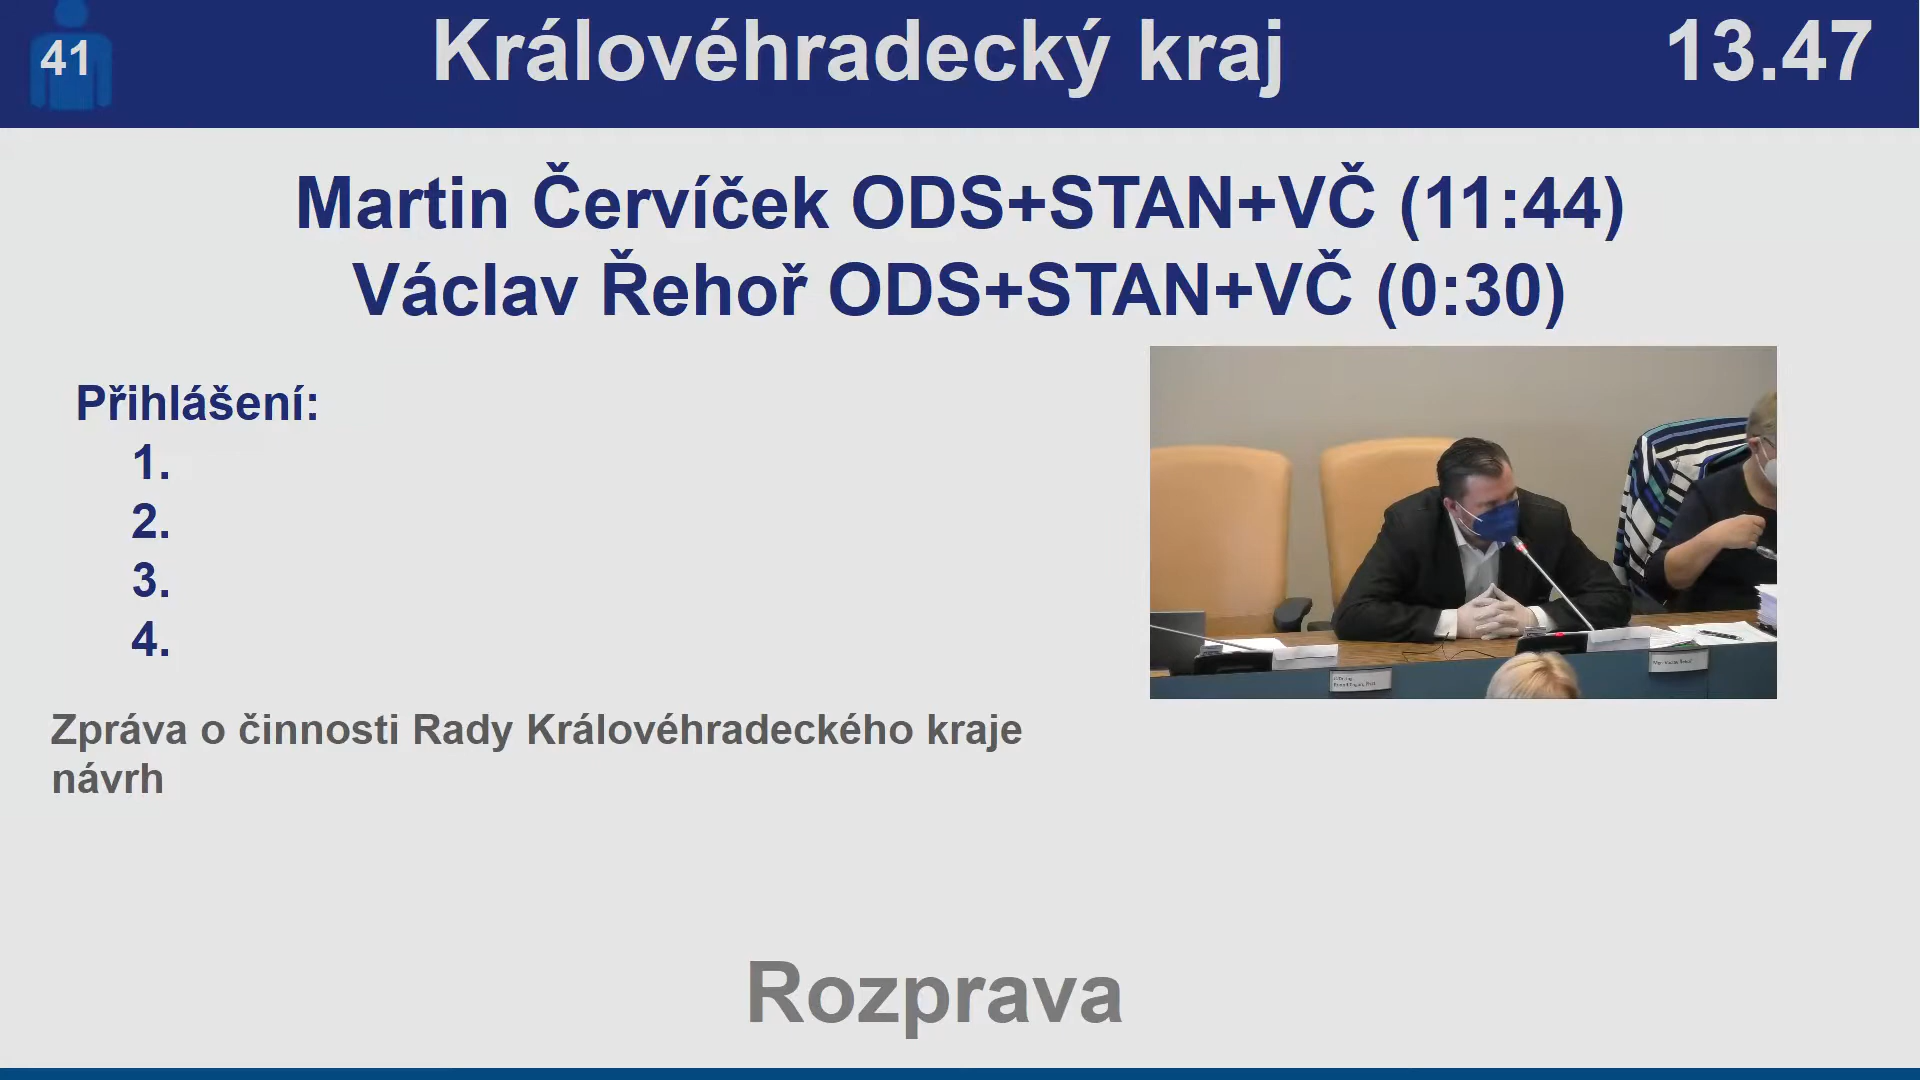 41
Královéhradecký kraj
13.47
Martin Červíček ODS+STAN+VČ (11:44)
Václav Řehoř ODS+STAN+VČ (0:30)
Přihlášení:
1.
2.
3.
4.
Zpráva o činnosti Rady Královéhradeckého kraje
návrh
Rozprava